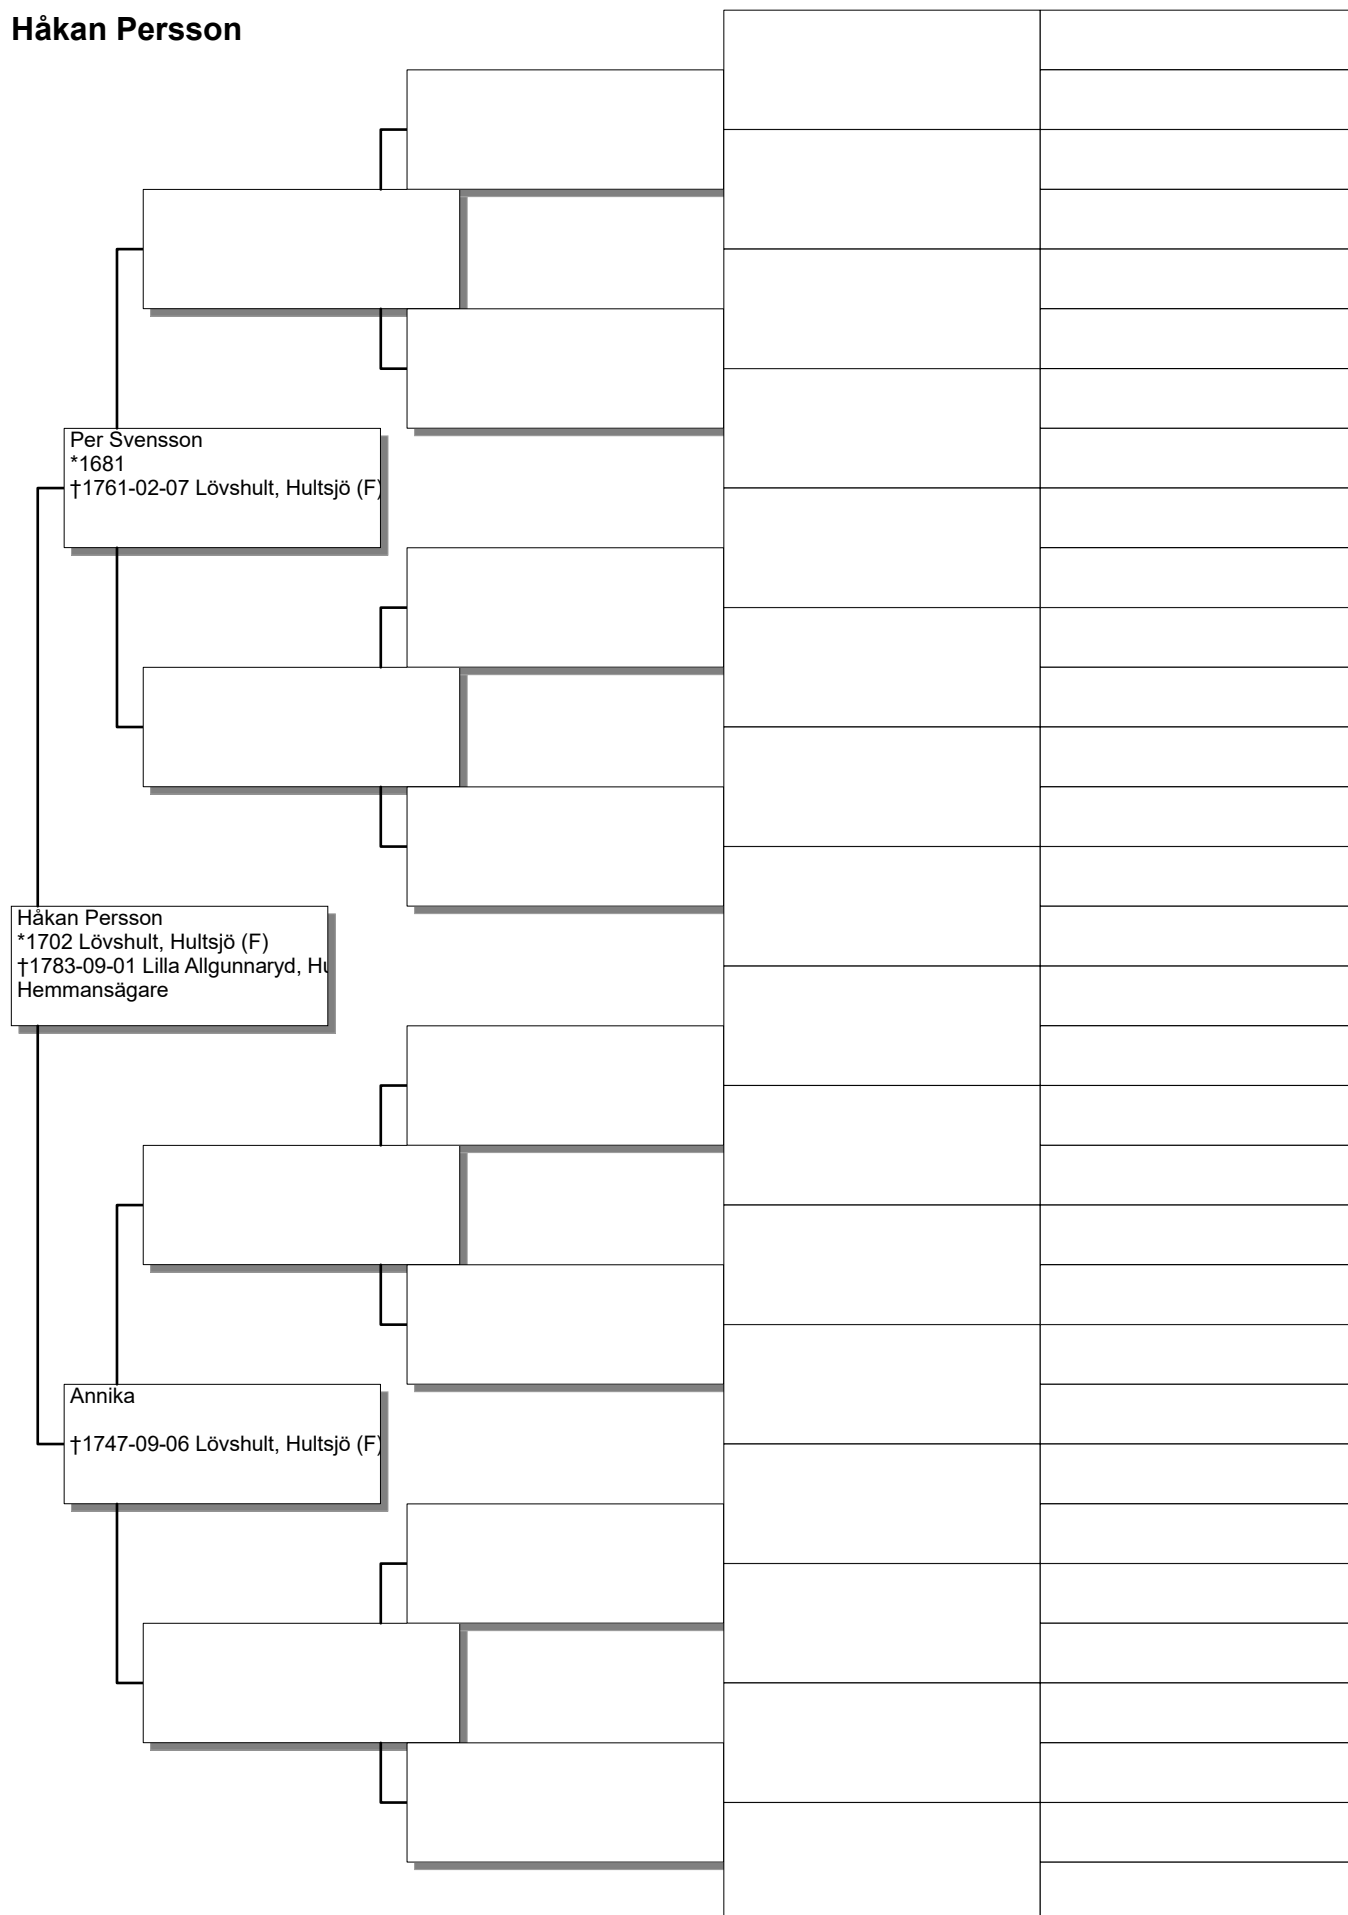 Håkan Persson
Per Svensson
*1681
†1761-02-07 Lövshult, Hultsjö (F)
Håkan Persson
*1702 Lövshult, Hultsjö (F)
†1783-09-01 Lilla Allgunnaryd,
Hemmansägare
Annika
†1747-09-06 Lövshult, Hultsjö (F)